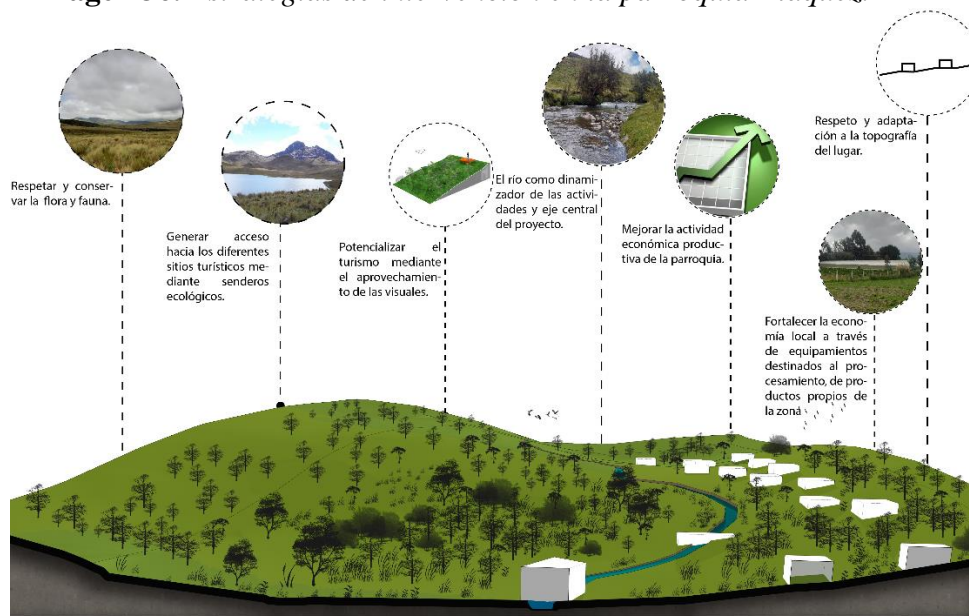 Respetar y conser-
var la flora y fauna.
Generar acceso
hacia los diferentes
sitios turísticos me-
diante senderos
ecológicos.
Potencializar el
turismo mediante
el aprovechamien-
to de las visuales.
El río como dinami-
zador de las activi-
dades y eje central
del proyecto.
Mejorar la actividad
económica produc-
tiva de la parroquia.
Respeto y adapta-
ción a la topografía
del lugar.
Fortalecer la econo-
mía local a través
de equipamientos
destinados al pro-
cesamiento, de pro-
ductos propios de
la zona